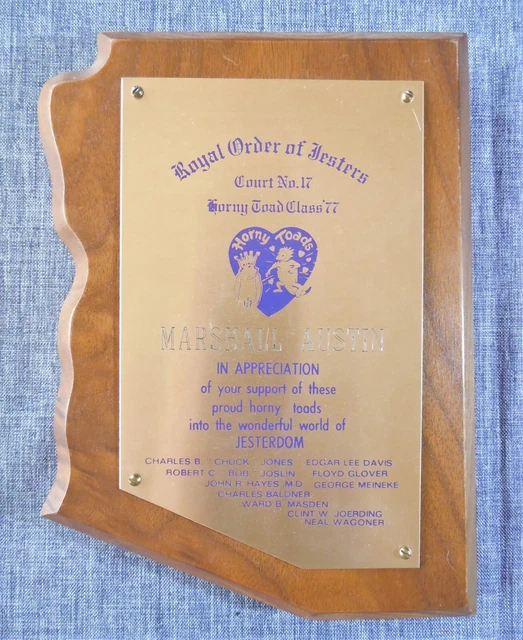 Royal Order of Jesters
Court No. 17
Horny Toad Class '77
Horny Toads
MARSHALL AUSTIN
IN APPRECIATION
of your support of these
proud horny toads
into the wonderful world of
JESTERDOM
CHARLES B. "CHUCK" JONES EDGAR LEE DAVIS
ROBERT C. "BOB" JOSLIN FLOYD GLOVER
JOHN R. HAYES, M.D. GEORGE MEINEKE
CHARLES BALDNER
WARD B. MASDEN
CLINT W. JOERDING
NEAL WAGONER